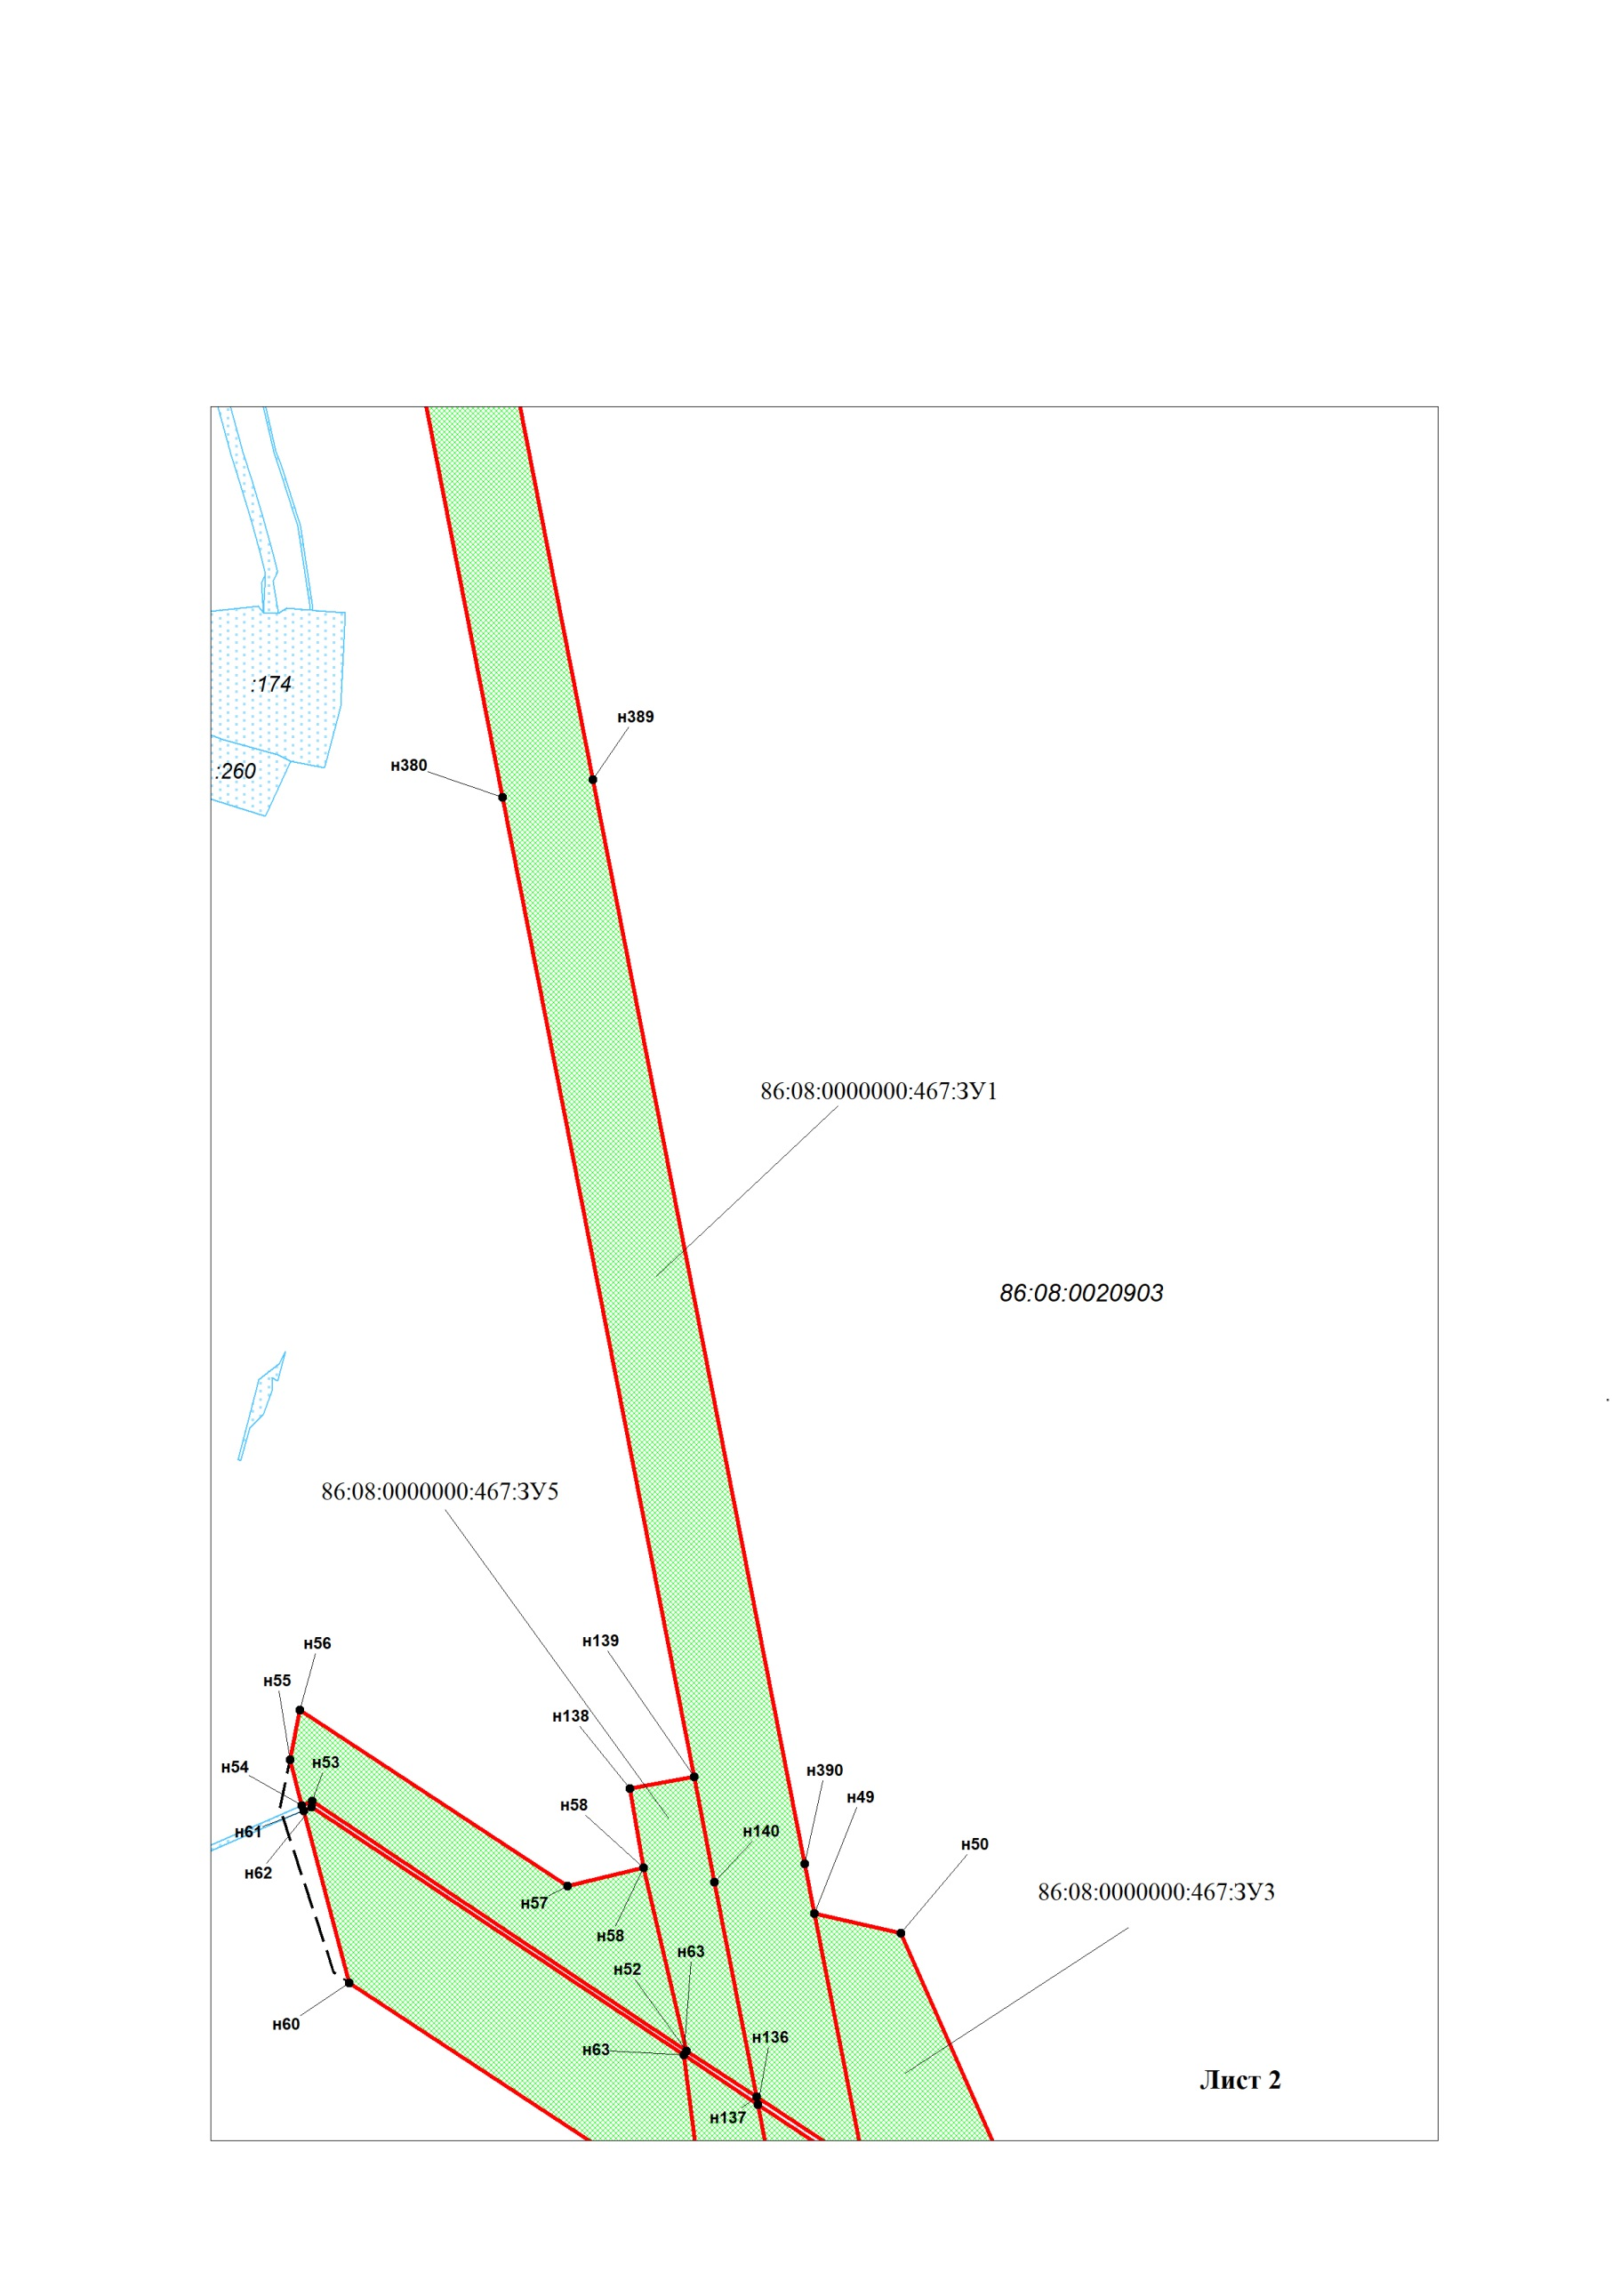 :174
н389
н380
:260
86:08:0000000:467:ЗУ1
86:08:0020903
86:08:0000000:467:ЗУ5
н139
н56
н55
н138
н53
н54
н390
н49
н58
н61
н140
н50
н62
86:08:0000000:467:ЗУ3
н57
н58
н63
н52
н60
н136
н63
Лист 2
н137